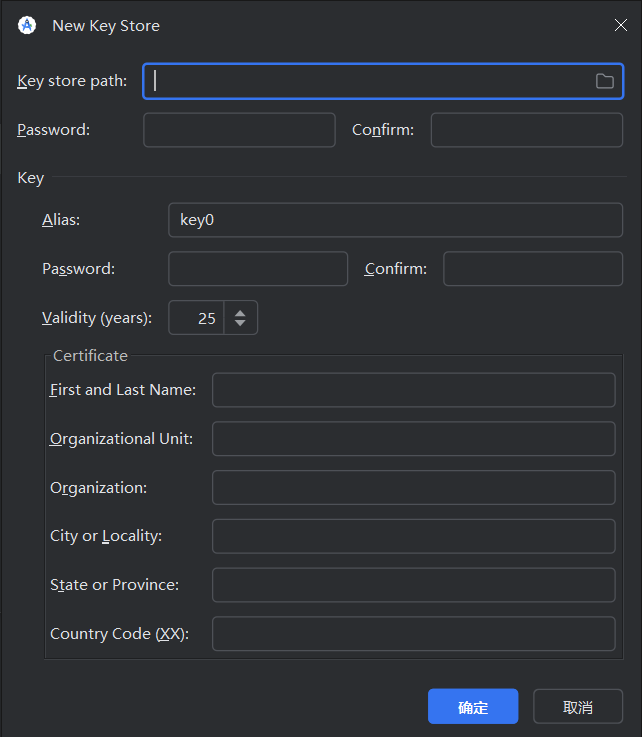 New Key Store
Key store path:
Password: Confirm:
Key
Alias: key0
Password: Confirm:
Validity (years): 25
Certificate
First and Last Name:
Organizational Unit:
Organization:
City or Locality:
State or Province:
Country Code (XX):
确定 取消